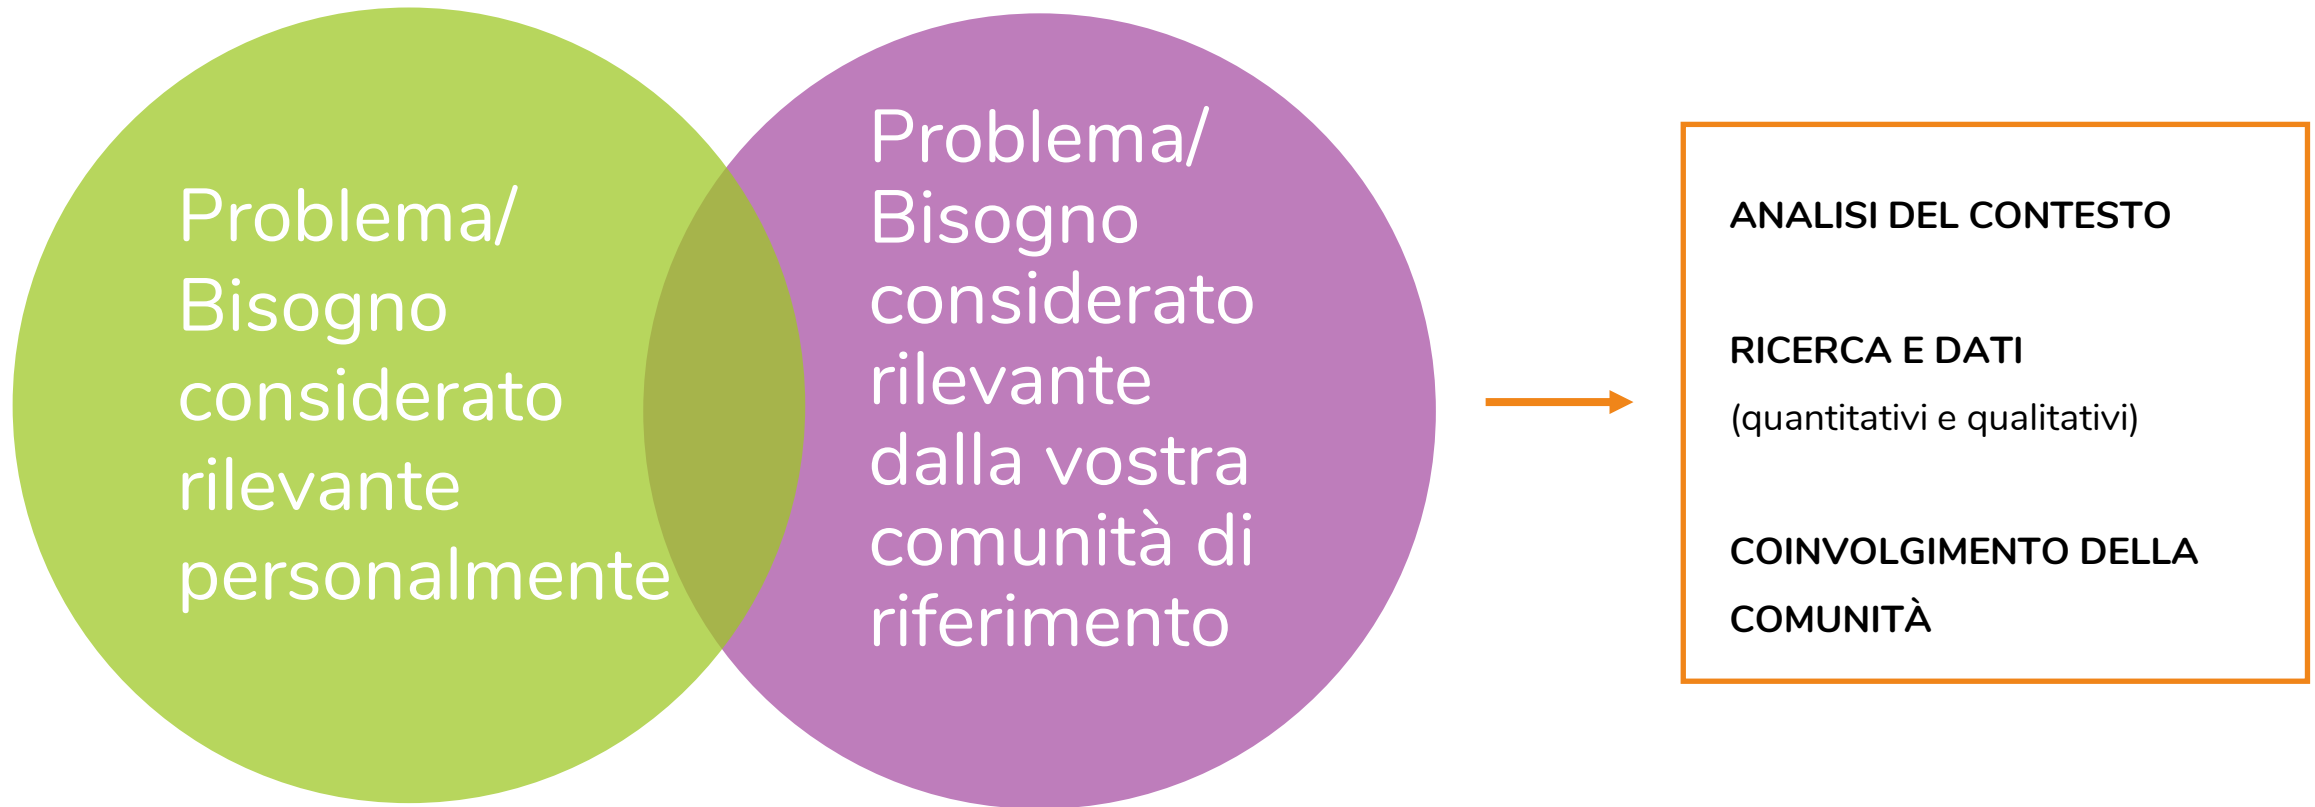 Problema/
Bisogno
considerato
rilevante
personalmente
Problema/
Bisogno
considerato
rilevante
dalla vostra
comunità di
riferimento
ANALISI DEL CONTESTO
RICERCA E DATI
(quantitativi e qualitativi)
COINVOLGIMENTO DELLA
COMUNITÀ